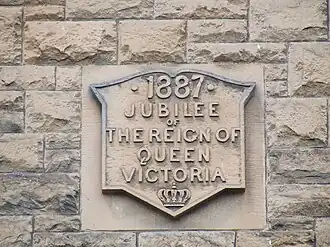 · 1887 ·
JUBILEE
OF
THE REIGN OF
QUEEN
VICTORIA